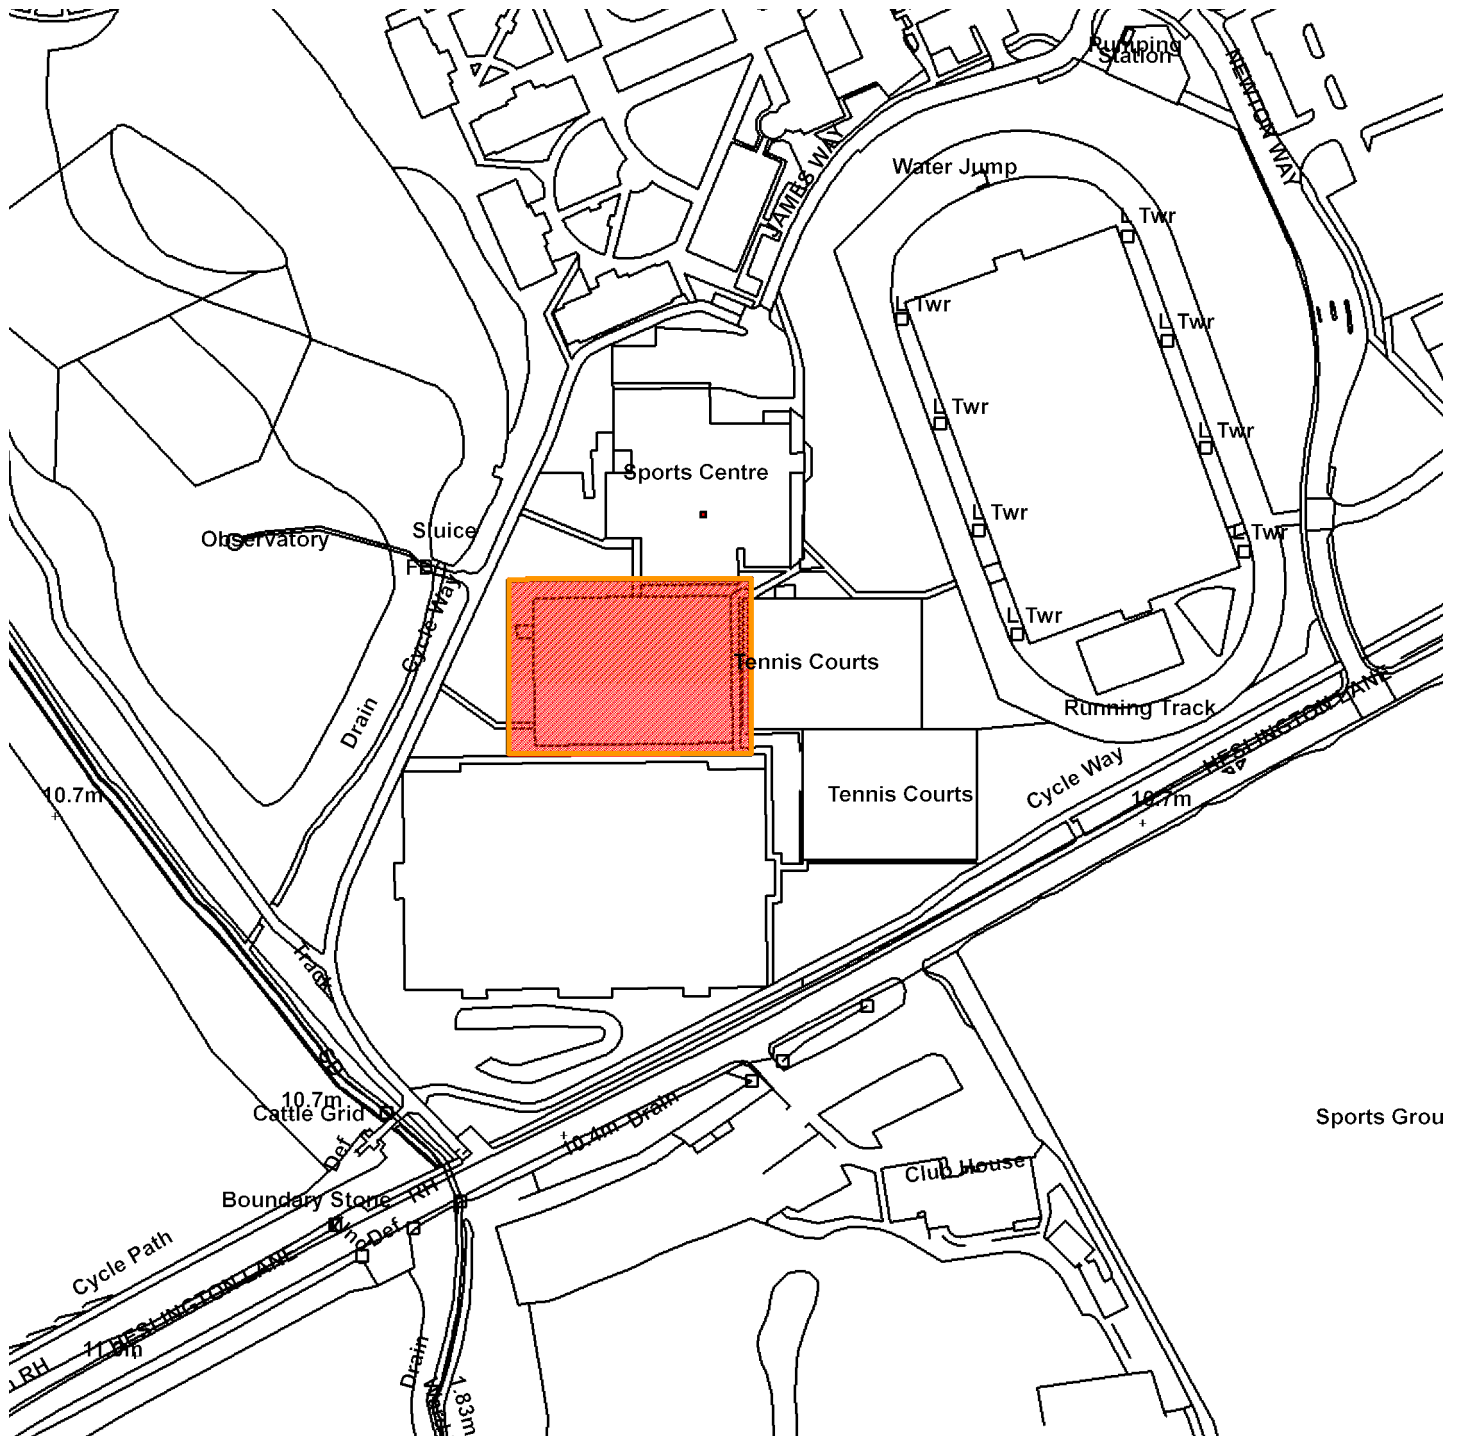 Pumping
Station
NEWTON WAY
JAMES WAY
Water Jump
L Twr
L Twr
L Twr
L Twr
L Twr
L Twr
L Twr
L Twr
Sports Centre
Sluice
Observatory
FB
Cycle Way
Tennis Courts
Drain
Running Track
HESLINGTON LANE
Cycle Way
Tennis Courts
10.7m
10.7m
Track
CD
10.7m
Cattle Grid
Def
10.4m
Drain
Sports Grou
Club House
Boundary Stone
RH
Und
Def
Cycle Path
HESLINGTON LANE
RH
Drain
1.83m